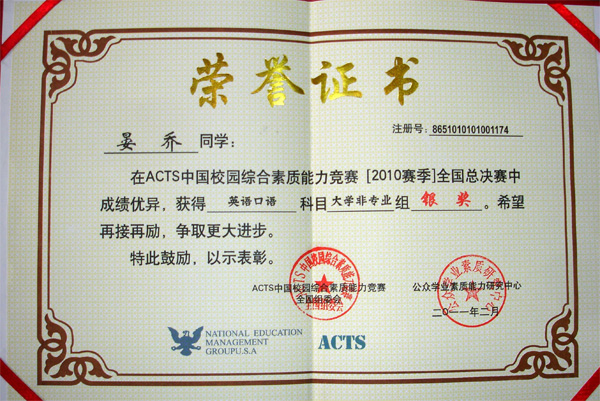 荣誉证书
注册号：8651010101001174
晏乔同学：
在ACTS中国校园综合素质能力竞赛[2010赛季]全国总决赛中
成绩优异，获得英语口语科目大学非专业组银奖。希望
再接再励，争取更大进步。
特此鼓励，以示表彰。
ACTS中国校园综合素质能力竞赛 公众学业素质能力研究中心
全国组委会
二〇一一年二月
NATIONAL EDUCATION
MANAGEMENT
GROUPU.S.A
ACTS